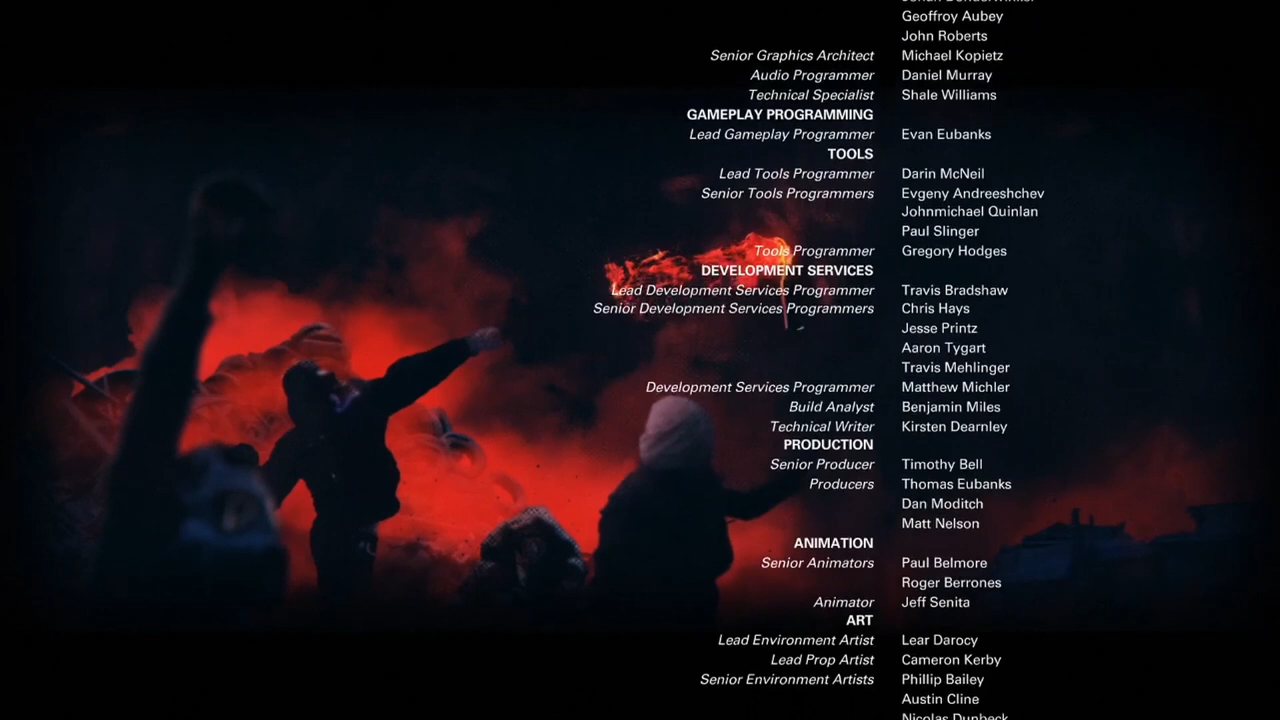 Geoffroy Aubey
John Roberts
Senior Graphics Architect Michael Kopietz
Audio Programmer Daniel Murray
Technical Specialist Shale Williams
GAMEPLAY PROGRAMMING
Lead Gameplay Programmer Evan Eubanks
TOOLS
Lead Tools Programmer Darin McNeil
Senior Tools Programmers Evgeny Andreeshchev
Johnmichael Quinlan
Paul Slinger
Tools Programmer Gregory Hodges
DEVELOPMENT SERVICES
Lead Development Services Programmer Travis Bradshaw
Senior Development Services Programmers Chris Hays
Jesse Printz
Aaron Tygart
Travis Mehlinger
Development Services Programmer Matthew Michler
Build Analyst Benjamin Miles
Technical Writer Kirsten Dearnley
PRODUCTION
Senior Producer Timothy Bell
Producers Thomas Eubanks
Dan Moditch
Matt Nelson
ANIMATION
Senior Animators Paul Belmore
Roger Berrones
Animator Jeff Senita
ART
Lead Environment Artist Lear Darocy
Lead Prop Artist Cameron Kerby
Senior Environment Artists Phillip Bailey
Austin Cline
Nicolas Dunbeck